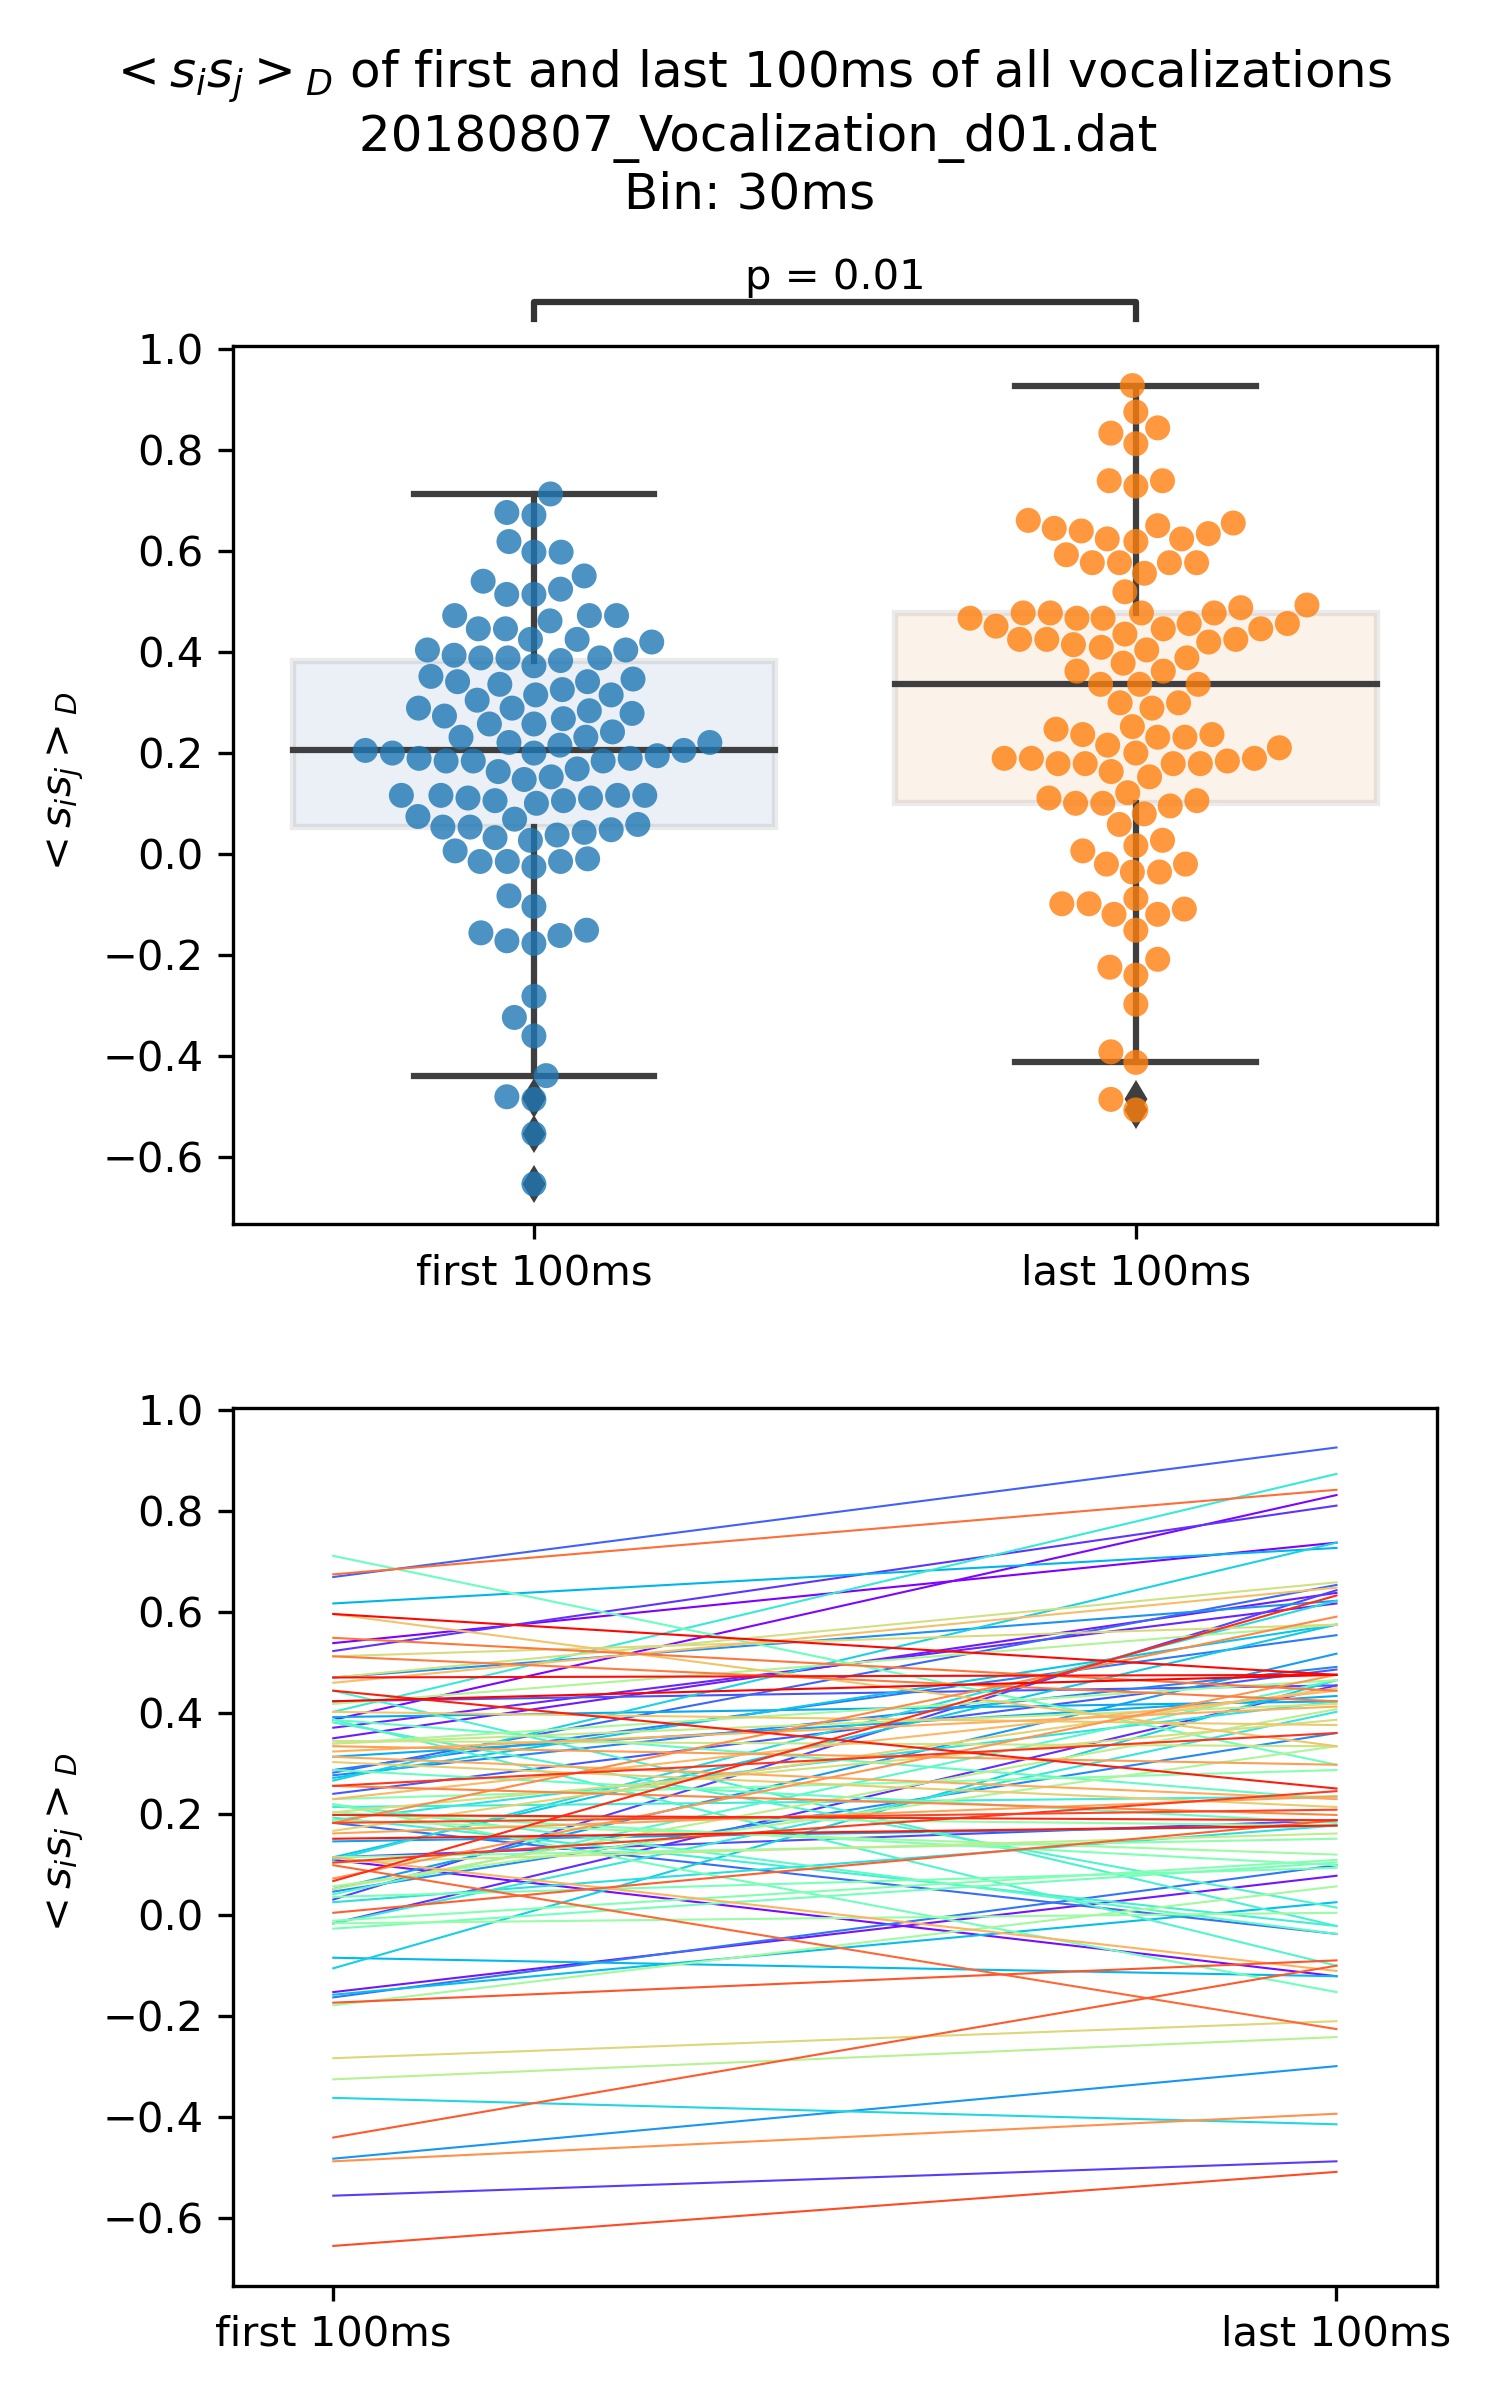 < s_i s_j >_D of first and last 100ms of all vocalizations
20180807_Vocalization_d01.dat
Bin: 30ms
p = 0.01
1.0
0.8
0.6
0.4
0.2
0.0
−0.2
−0.4
−0.6
< s_i s_j >_D
first 100ms last 100ms
1.0
0.8
0.6
0.4
0.2
0.0
−0.2
−0.4
−0.6
< s_i s_j >_D
first 100ms last 100ms